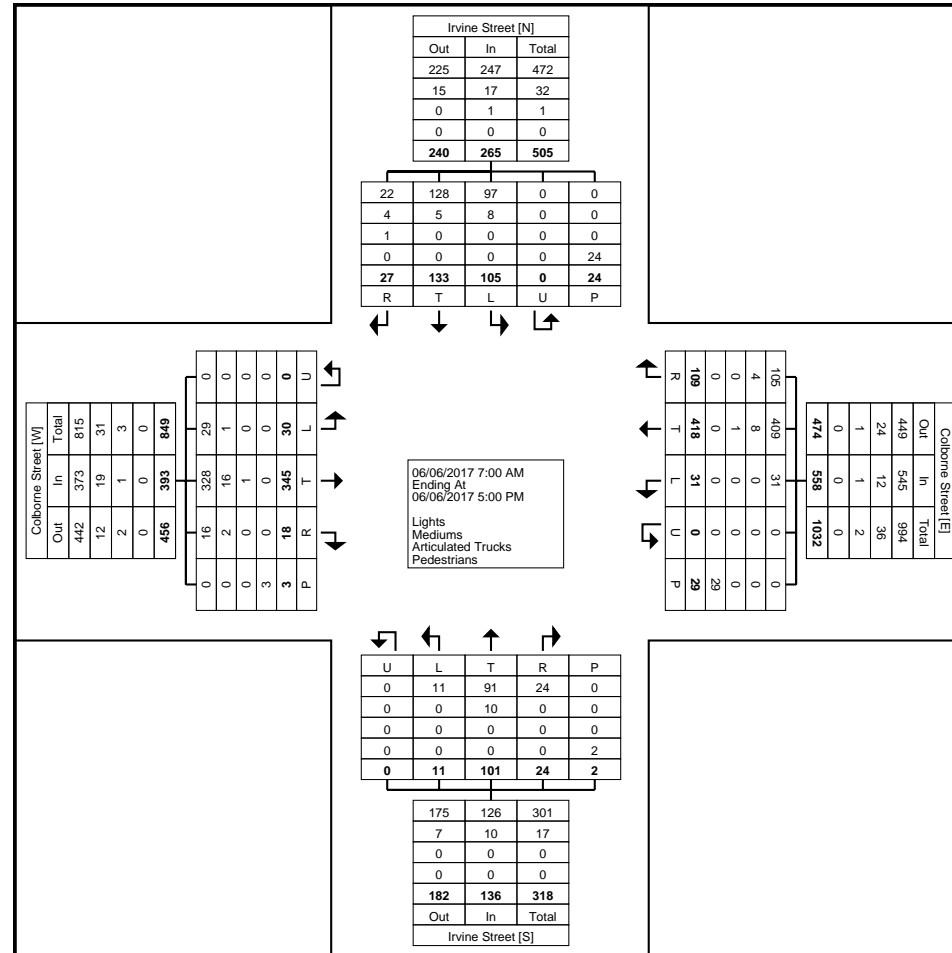 Irvine Street [N]
Out In Total
225 247 472
15 17 32
0 1 1
0 0 0
240 265 505
22 128 97 0 0
4 5 8 0 0
1 0 0 0 0
0 0 0 0 24
27 133 105 0 24
R T L U P
Colborne Street [W]
Total In Out
815 373 442
31 19 12
3 1 2
0 0 0
849 393 456
0 29 328 16 0
0 1 16 2 0
0 0 1 0 0
0 0 0 0 3
0 30 345 18 3
U L T R P
06/06/2017 7:00 AM
Ending At
06/06/2017 5:00 PM
Lights
Mediums
Articulated Trucks
Pedestrians
R T L U P
109 418 31 0 29
0 0 0 0 29
0 1 0 0 0
4 8 0 0 0
105 409 31 0 0
474 558 1032
0 0 0
1 1 2
24 12 36
449 545 994
Out In Total
Colborne Street [E]
U L T R P
0 11 91 24 0
0 0 10 0 0
0 0 0 0 0
0 0 0 0 2
0 11 101 24 2
175 126 301
7 10 17
0 0 0
0 0 0
182 136 318
Out In Total
Irvine Street [S]